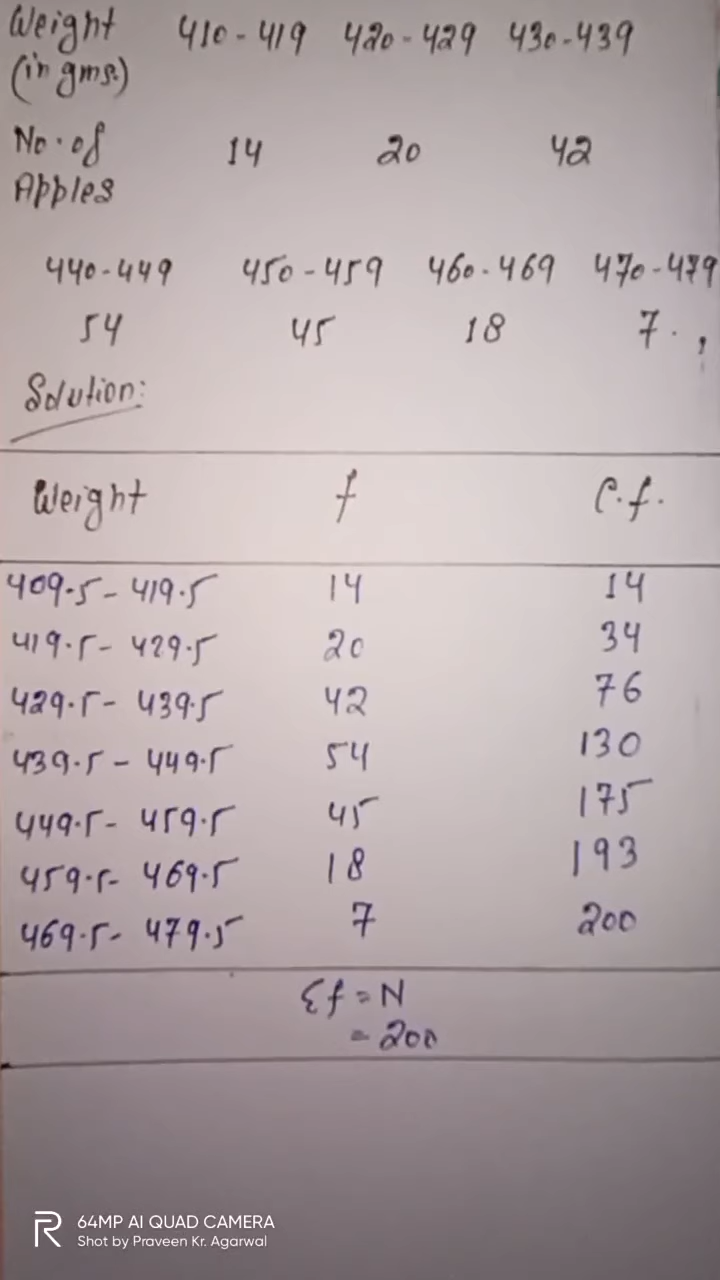 Weight 410-419 420-429 430-439
(in gms.)
No. of 14 20 42
Apples
440-449 450-459 460-469 470-479
54 45 18 7.,
Solution:
Weight f C.f.
409.5-419.5 14 14
419.5-429.5 20 34
429.5-439.5 42 76
439.5-449.5 54 130
449.5-459.5 45 175
459.5-469.5 18 193
469.5-479.5 7 200
Σf=N
=200
64MP AI QUAD CAMERA
Shot by Praveen Kr. Agarwal